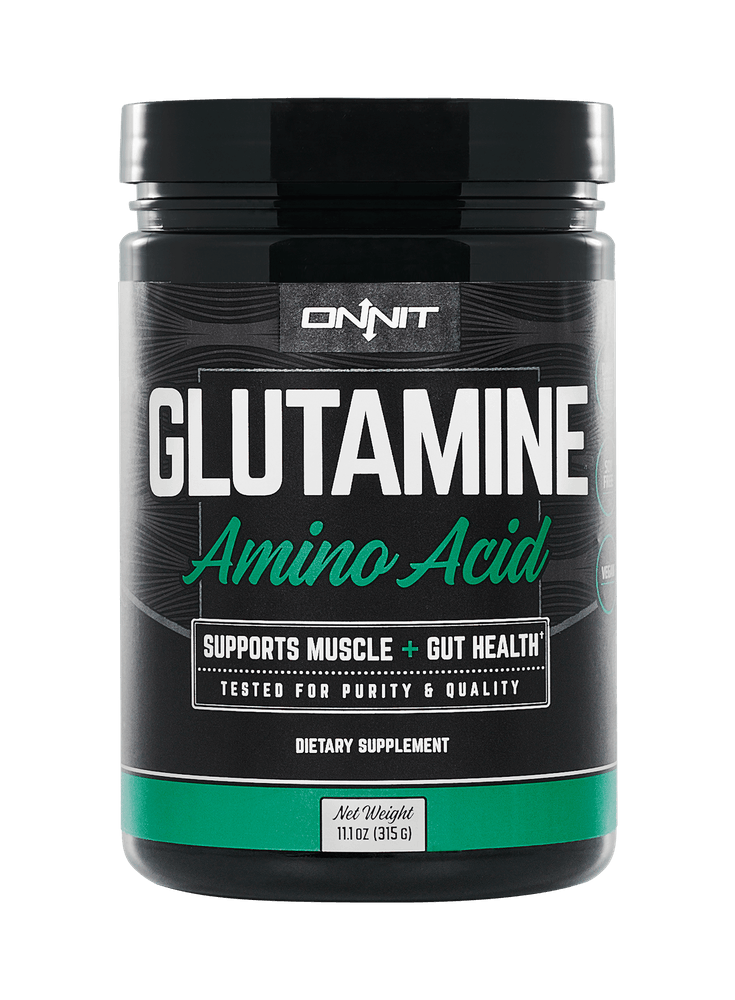 ONNIT
GLUTAMINE
Amino Acid
SUPPORTS MUSCLE + GUT HEALTH†
TESTED FOR PURITY & QUALITY
DIETARY SUPPLEMENT
Net Weight
11.1 OZ (315 G)